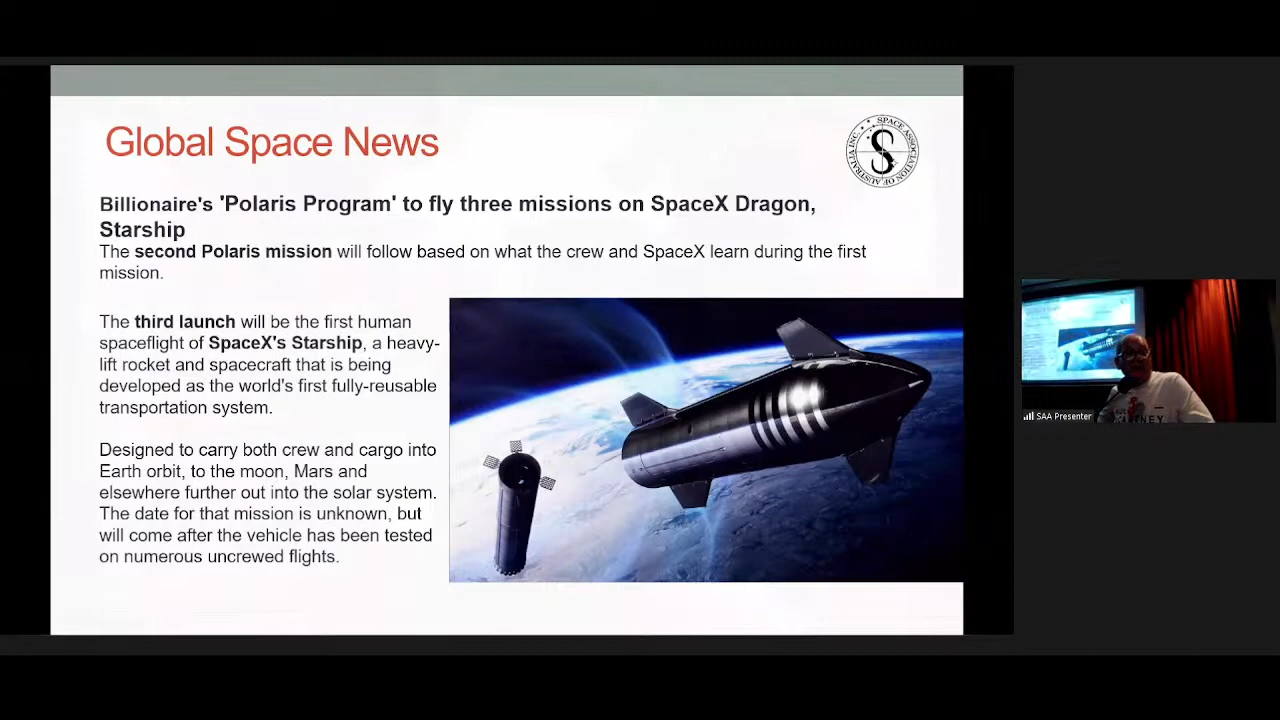 Global Space News
SPACE ASSOCIATION
OF AUSTRALIA INC.
S
Billionaire's 'Polaris Program' to fly three missions on SpaceX Dragon,
Starship
The second Polaris mission will follow based on what the crew and SpaceX learn during the first
mission.
The third launch will be the first human
spaceflight of SpaceX's Starship, a heavy-
lift rocket and spacecraft that is being
developed as the world's first fully-reusable
transportation system.
Designed to carry both crew and cargo into
Earth orbit, to the moon, Mars and
elsewhere further out into the solar system.
The date for that mission is unknown, but
will come after the vehicle has been tested
on numerous uncrewed flights.
SAA Presenter